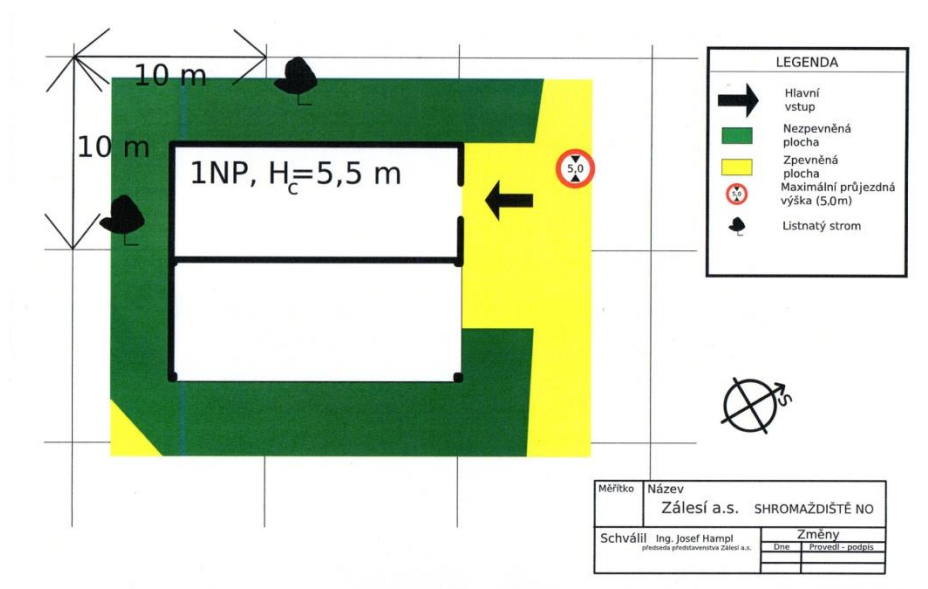 10 m
10 m
1NP, Hc=5,5 m
5,0
LEGENDA
Hlavní
vstup
Nezpevněná
plocha
Zpevněná
plocha
5,0
Maximální průjezdná
výška (5,0m)
Listnatý strom
S
Měřítko
Název
Zálesí a.s. SHROMAŽDIŠTĚ NO
Schválil Ing. Josef Hampl
předseda představenstva Zálesí a.s.
Změny
Dne Provedl - podpis